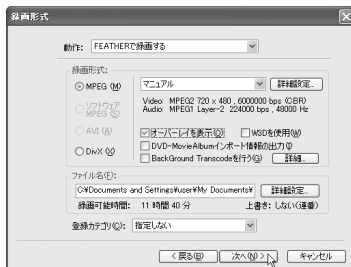 録画形式
動作: FEATHERで録画する
録画形式:
MPEG (M) マニュアル 詳細設定...
Video: MPEG2 720 x 480 , 6000000 bps (CBR)
Audio: MPEG1 Layer-2 224000 bps , 48000 Hz
ソフトウェア MPEG (S)
AVI (A)
オーバーレイを表示(O) W3Dを使用(W)
DVD-MovieAlbumインポート情報の出力(I)
DivX (X)
BackGround Transcodeを行う(G) 詳細...
ファイル名(F):
C:¥Documents and Settings¥user¥My Documents¥ 詳細設定...
録画可能時間: 11 時間 40 分 上書き: しない(連番)
登録カテゴリ(C): 指定しない
< 戻る(B) 次へ(N) > キャンセル